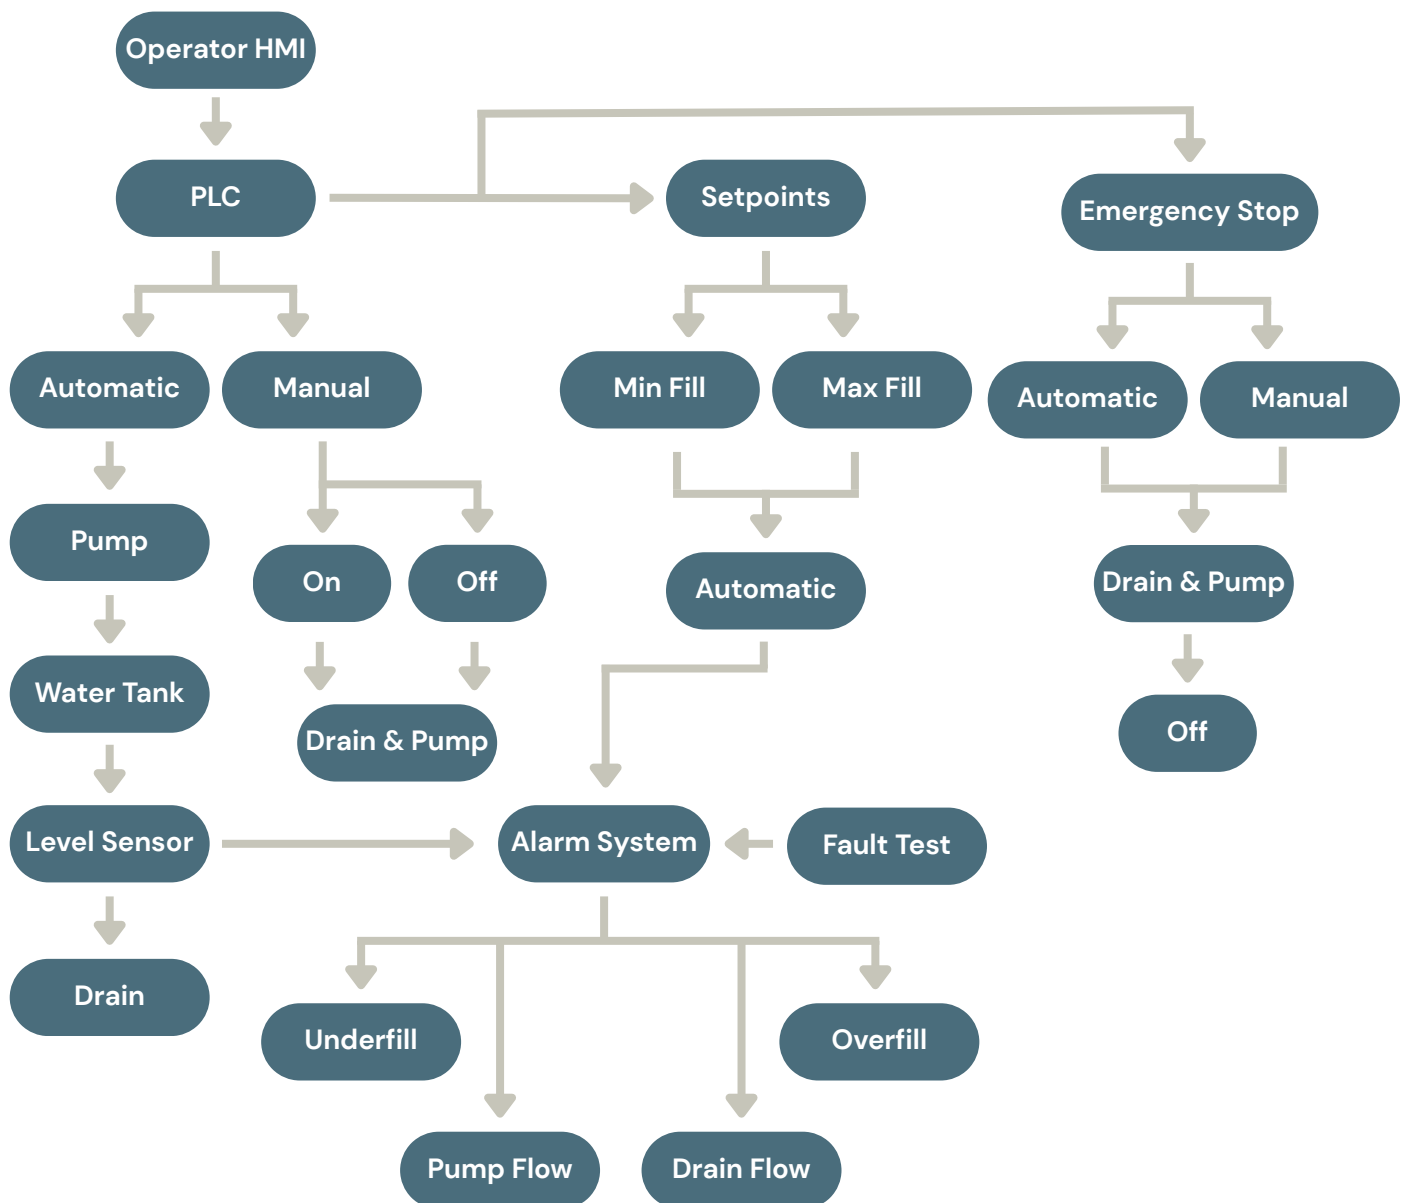 Operator HMI
PLC
Setpoints
Emergency Stop
Automatic
Manual
Min Fill
Max Fill
Automatic
Manual
Pump
On
Off
Automatic
Drain & Pump
Water Tank
Drain & Pump
Off
Level Sensor
Alarm System
Fault Test
Drain
Underfill
Overfill
Pump Flow
Drain Flow